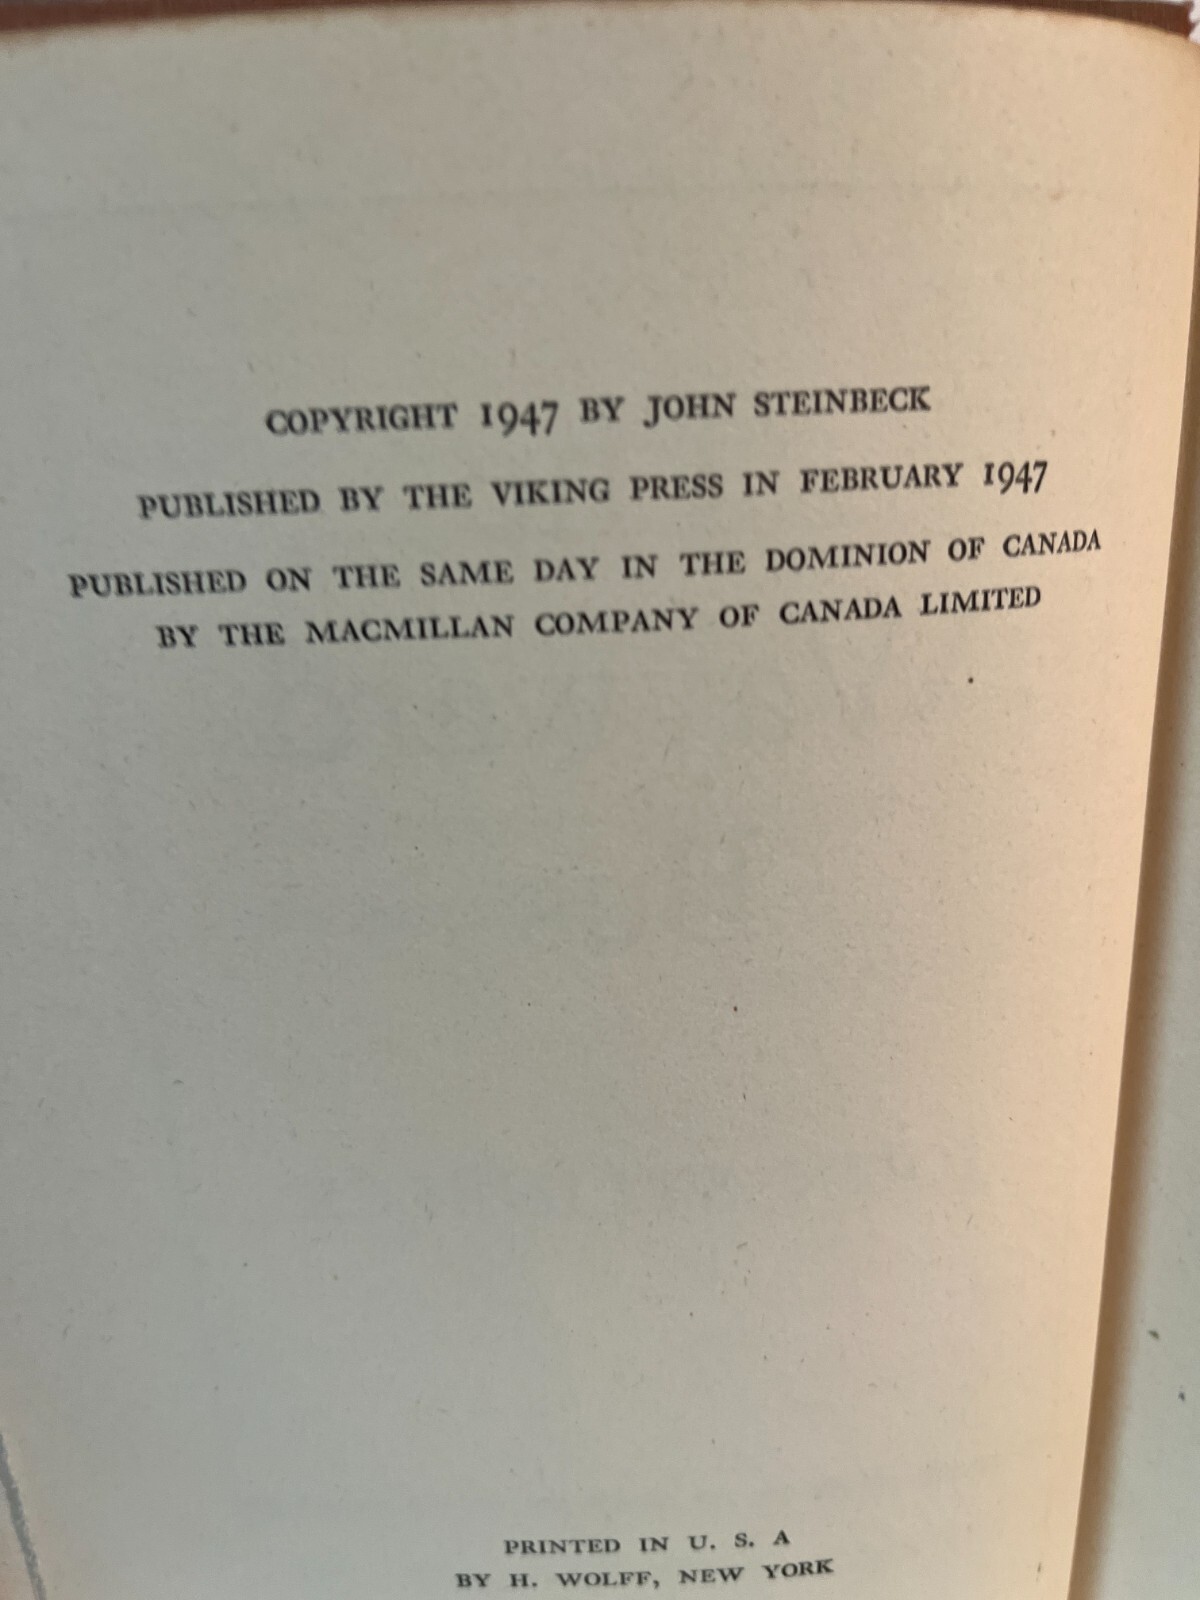 COPYRIGHT 1947 BY JOHN STEINBECK
PUBLISHED BY THE VIKING PRESS IN FEBRUARY 1947
PUBLISHED ON THE SAME DAY IN THE DOMINION OF CANADA
BY THE MACMILLAN COMPANY OF CANADA LIMITED
PRINTED IN U. S. A
BY H. WOLFF, NEW YORK